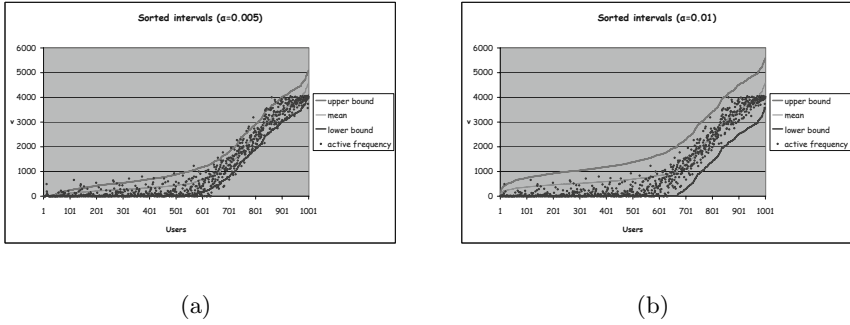 Sorted intervals (a=0.005)
6000
5000
4000
3000
2000
1000
0
v
1 101 201 301 401 501 601 701 801 901 1001
Users
upper bound
mean
lower bound
active frequency
(a)
Sorted intervals (a=0.01)
6000
5000
4000
3000
2000
1000
0
v
1 101 201 301 401 501 601 701 801 901 1001
Users
upper bound
mean
lower bound
active frequency
(b)